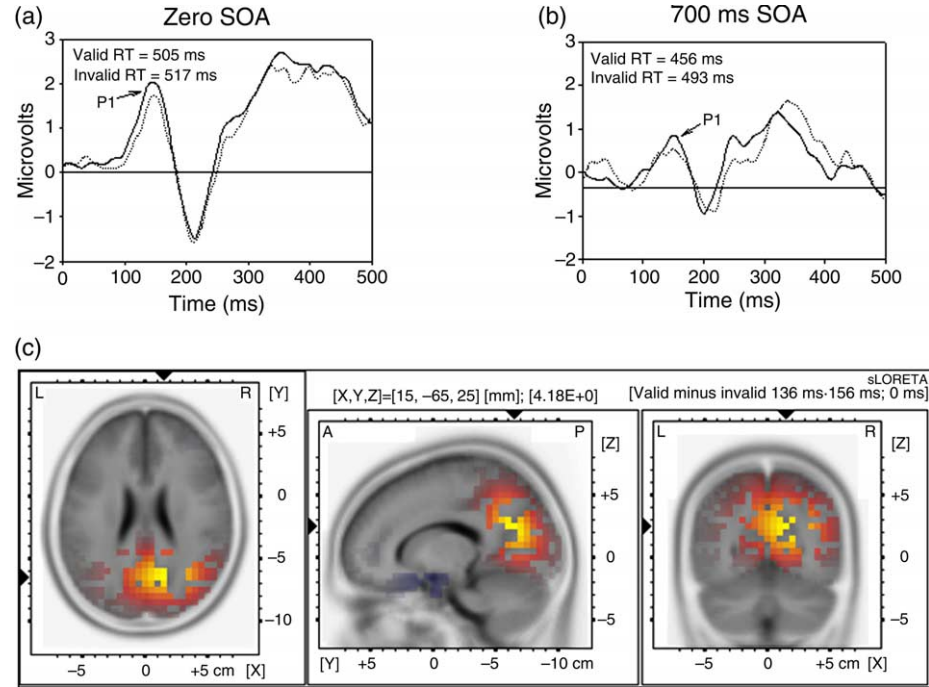 (a)
Zero SOA
Valid RT = 505 ms
Invalid RT = 517 ms
P1
Microvolts
3
2
1
0
−1
−2
0 100 200 300 400 500
Time (ms)
(b)
700 ms SOA
Valid RT = 456 ms
Invalid RT = 493 ms
P1
Microvolts
3
2
1
0
−1
−2
0 100 200 300 400 500
Time (ms)
(c)
sLORETA
[X,Y,Z]=[15, −65, 25] [mm]; [4.18E+0]
[Valid minus invalid 136 ms·156 ms; 0 ms]
L R [Y]
+5
0
−5
−10
−5 0 +5 cm [X]
A P [Z]
+5
0
−5
[Y] +5 0 −5 −10 cm
L R [Z]
+5
0
−5
−5 0 +5 cm [X]